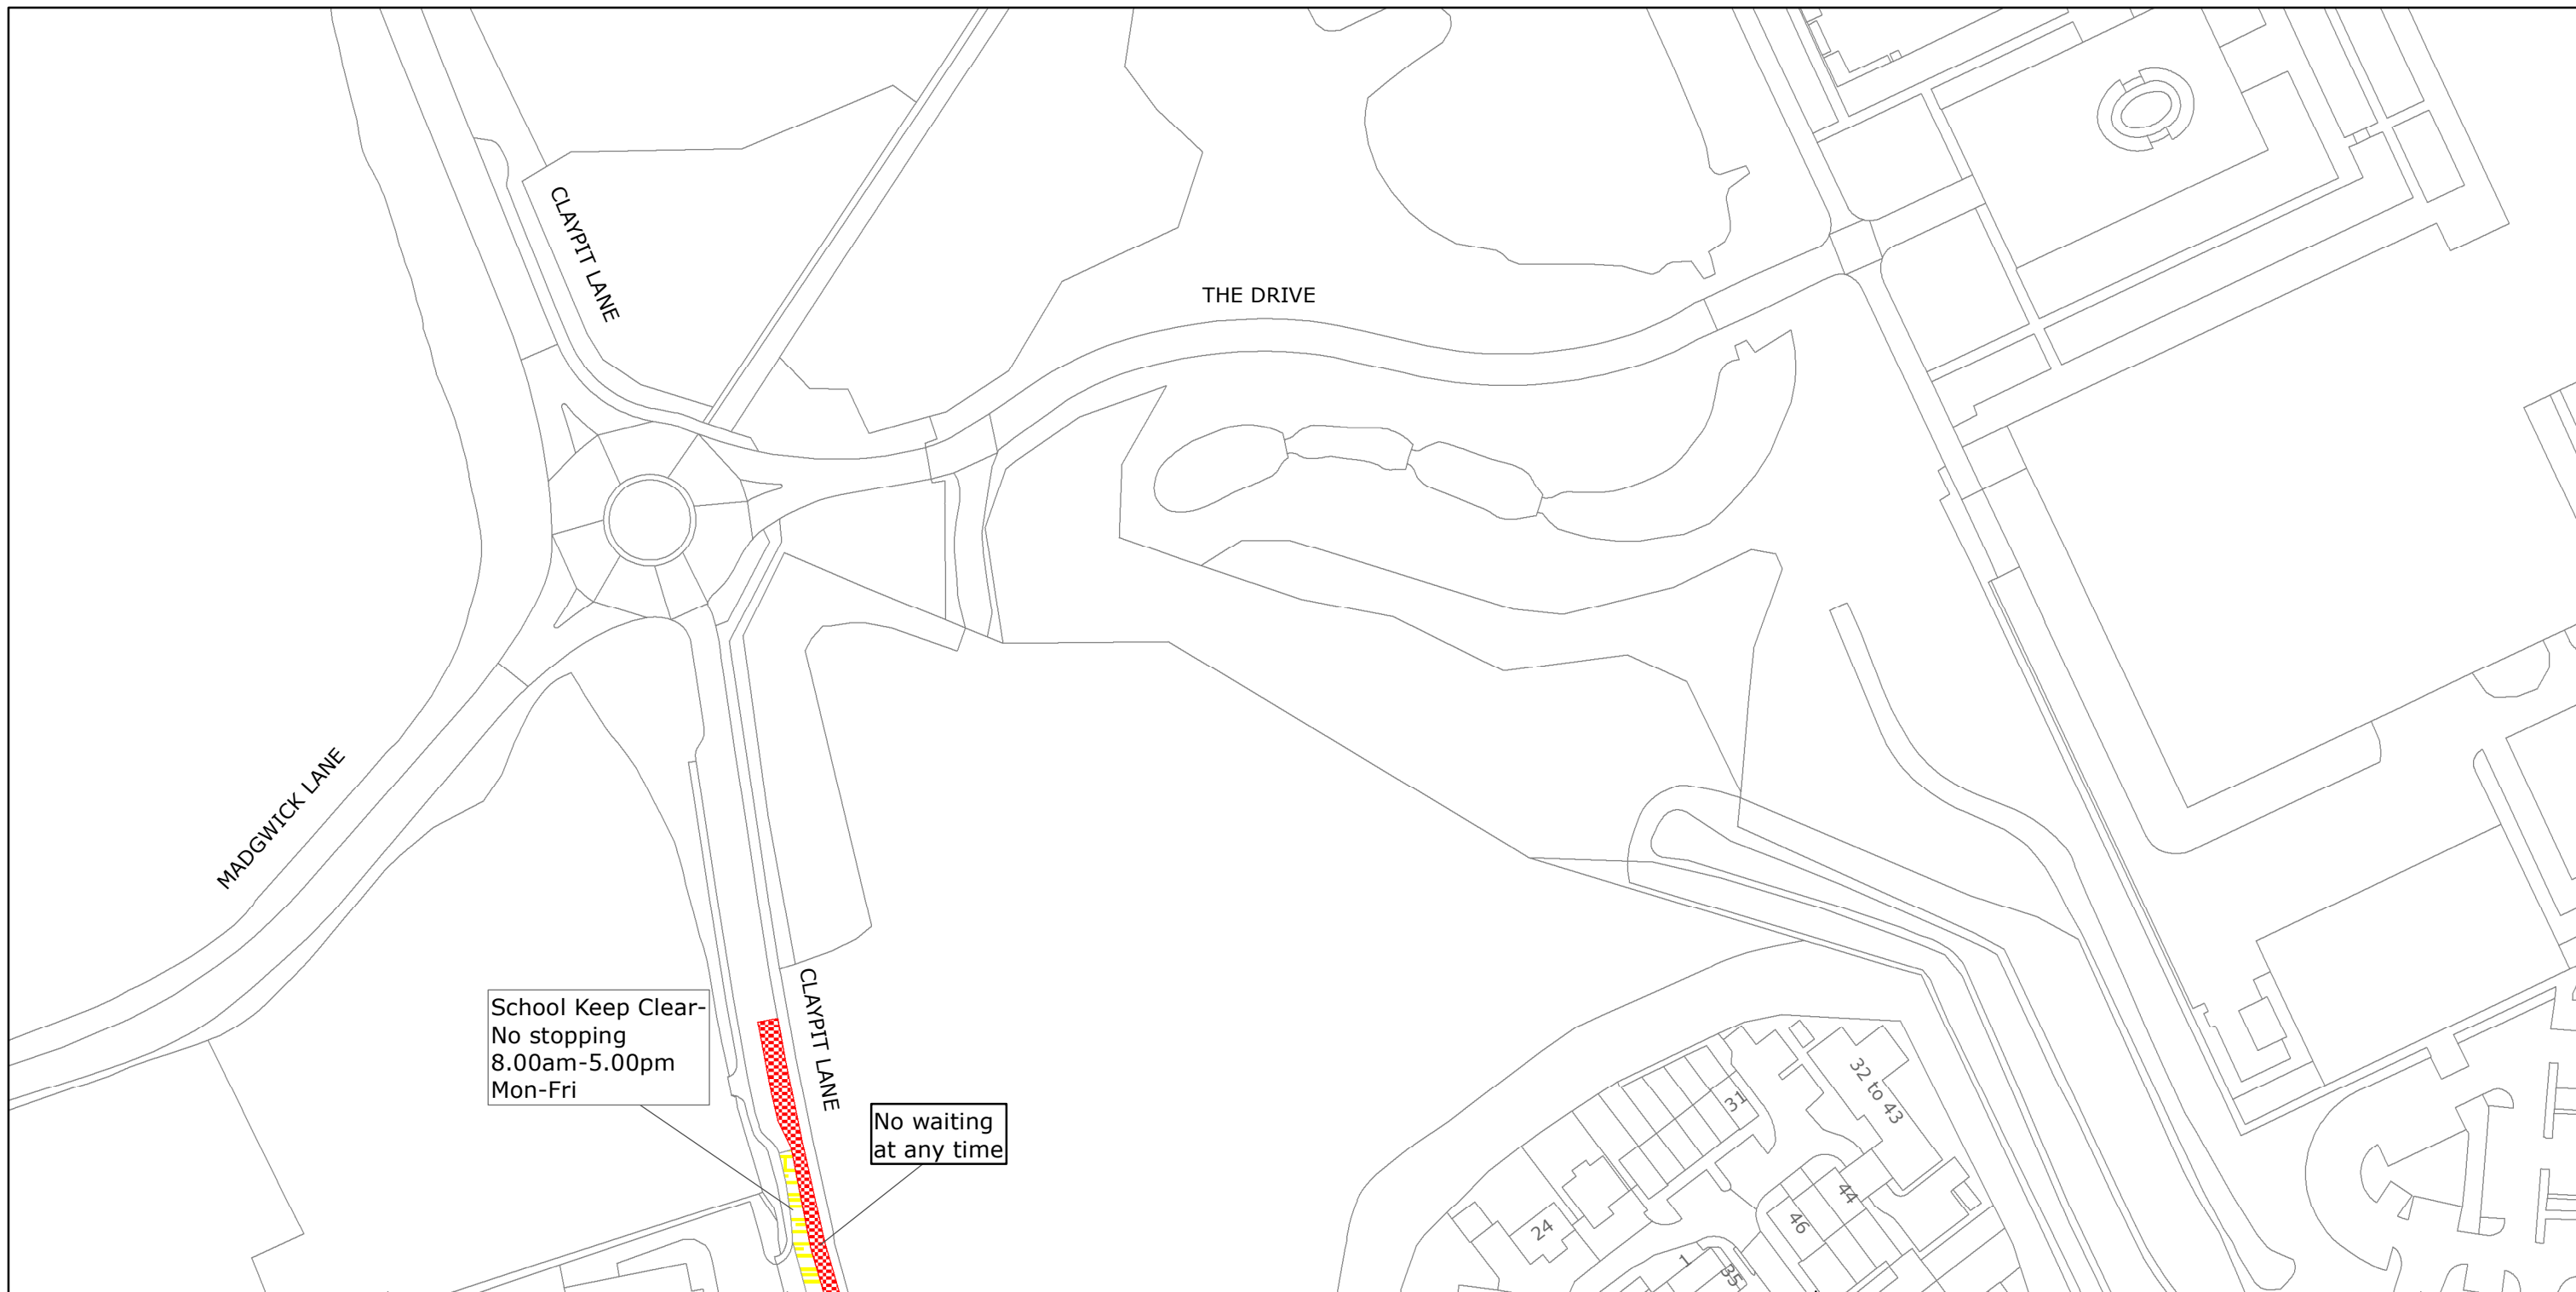 CLAYPIT LANE
THE DRIVE
MADGWICK LANE
CLAYPIT LANE
School Keep Clear-
No stopping
8.00am-5.00pm
Mon-Fri
No waiting
at any time
31
32 to 43
44
46
24
1
35